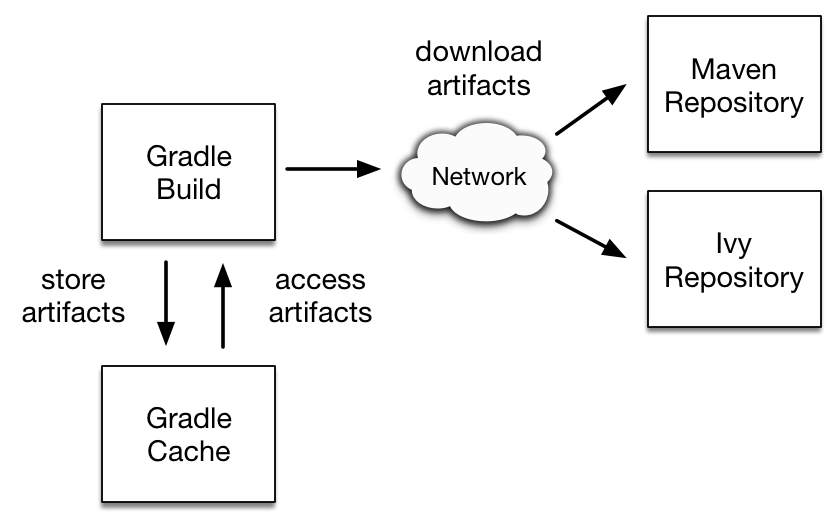 download
artifacts
Maven
Repository
Gradle
Build
Network
Ivy
Repository
store
artifacts
access
artifacts
Gradle
Cache